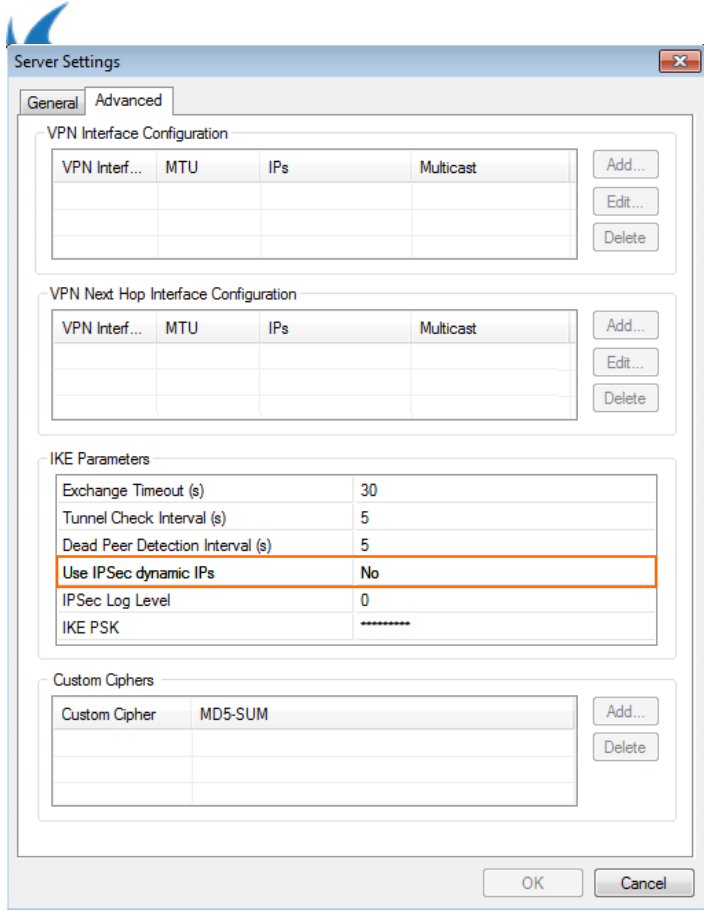 Server Settings
General Advanced
VPN Interface Configuration
VPN Interf... MTU IPs Multicast
Add...
Edit...
Delete
VPN Next Hop Interface Configuration
VPN Interf... MTU IPs Multicast
Add...
Edit...
Delete
IKE Parameters
Exchange Timeout (s) 30
Tunnel Check Interval (s) 5
Dead Peer Detection Interval (s) 5
Use IPSec dynamic IPs No
IPSec Log Level 0
IKE PSK *********
Custom Ciphers
Custom Cipher MD5-SUM
Add...
Delete
OK Cancel